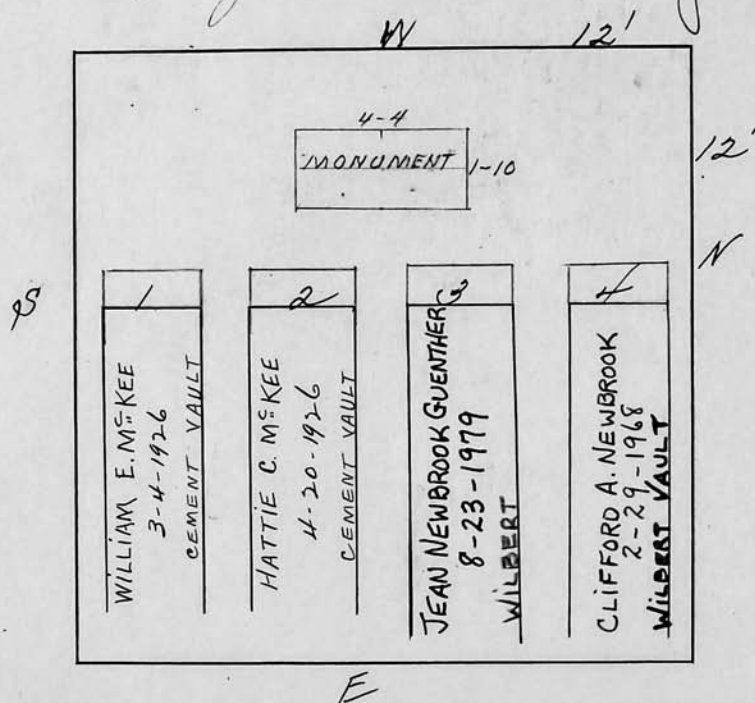 W 12'
4-4
MONUMENT 1-10
12'
N
S
1 2 3 4
WILLIAM E. McKEE
3-4-1926
CEMENT VAULT
HATTIE C. McKEE
4-20-1926
CEMENT VAULT
JEAN NEWBROOK GUENTHER
8-23-1979
WILBERT
CLIFFORD A. NEWBROOK
2-29-1968
WILBERT VAULT
E